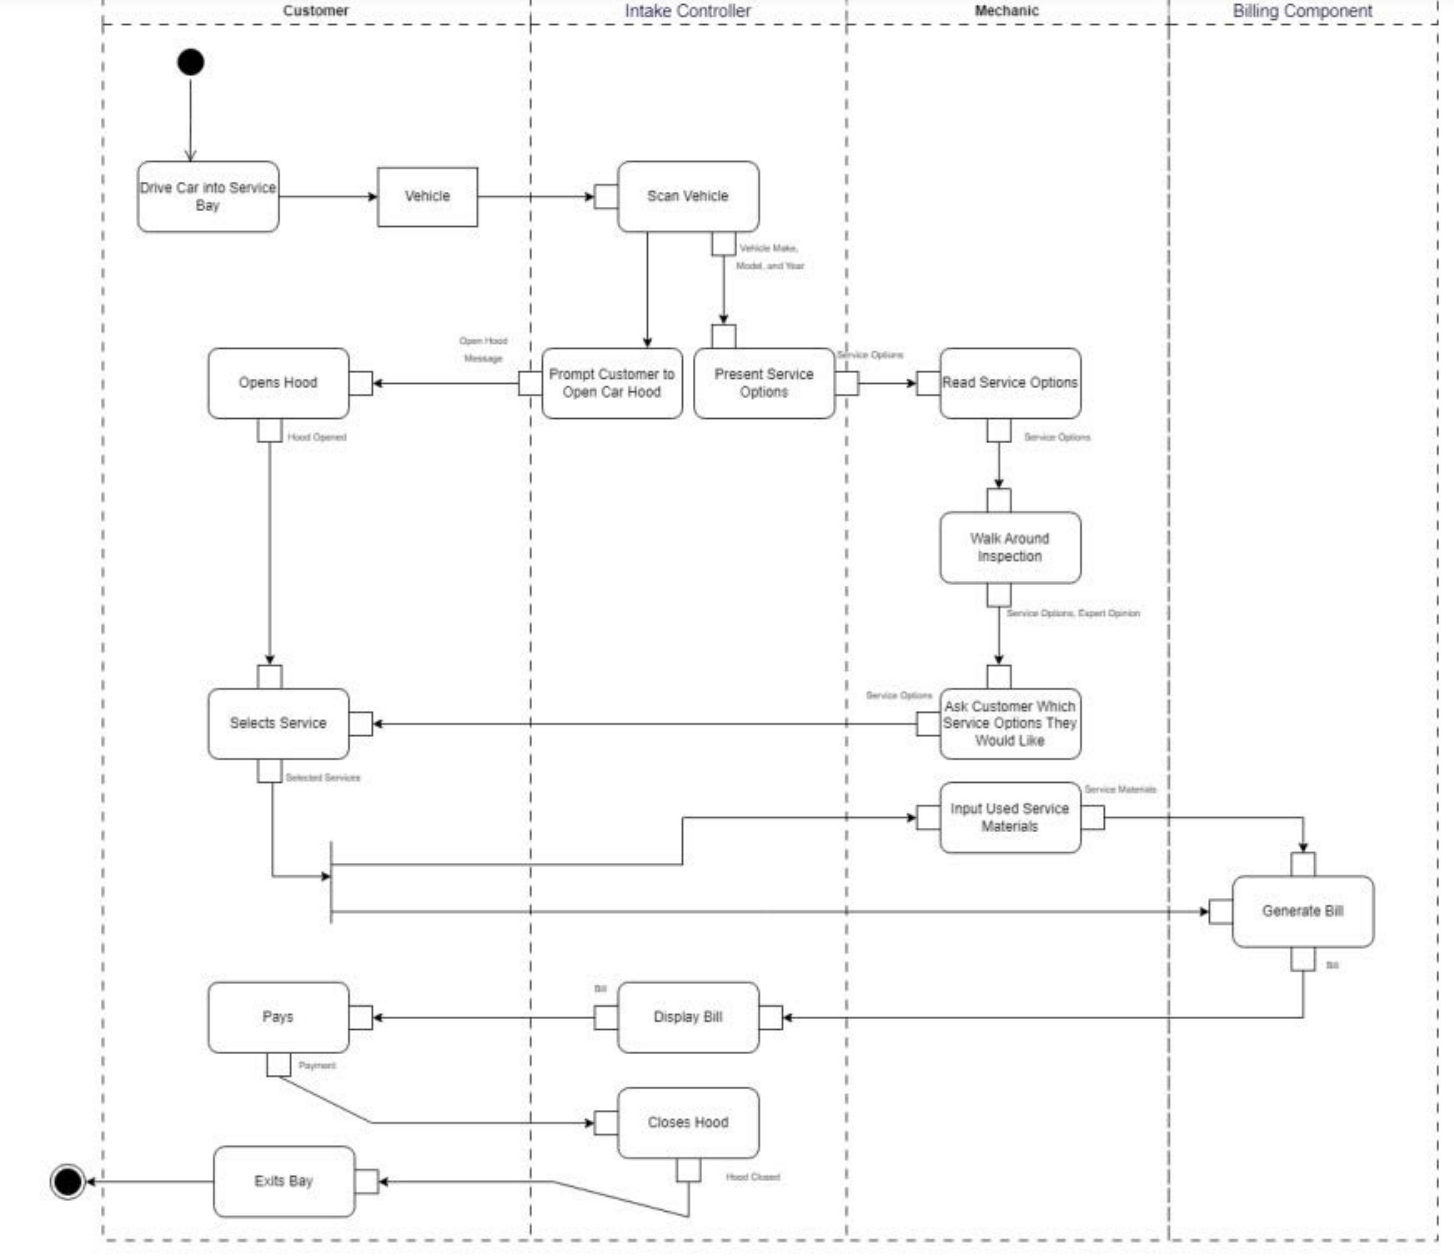 Customer
Intake Controller
Mechanic
Billing Component
Drive Car into Service
Bay
Vehicle
Scan Vehicle
Vehicle Make,
Model, and Year
Open Hood
Message
Opens Hood
Prompt Customer to
Open Car Hood
Present Service
Options
Service Options
Read Service Options
Hood Opened
Service Options
Walk Around
Inspection
Service Options, Expert Opinion
Selects Service
Service Options
Ask Customer Which
Service Options They
Would Like
Selected Services
Input Used Service
Materials
Service Materials
Generate Bill
Bill
Pays
Bill
Display Bill
Payment
Closes Hood
Hood Closed
Exits Bay